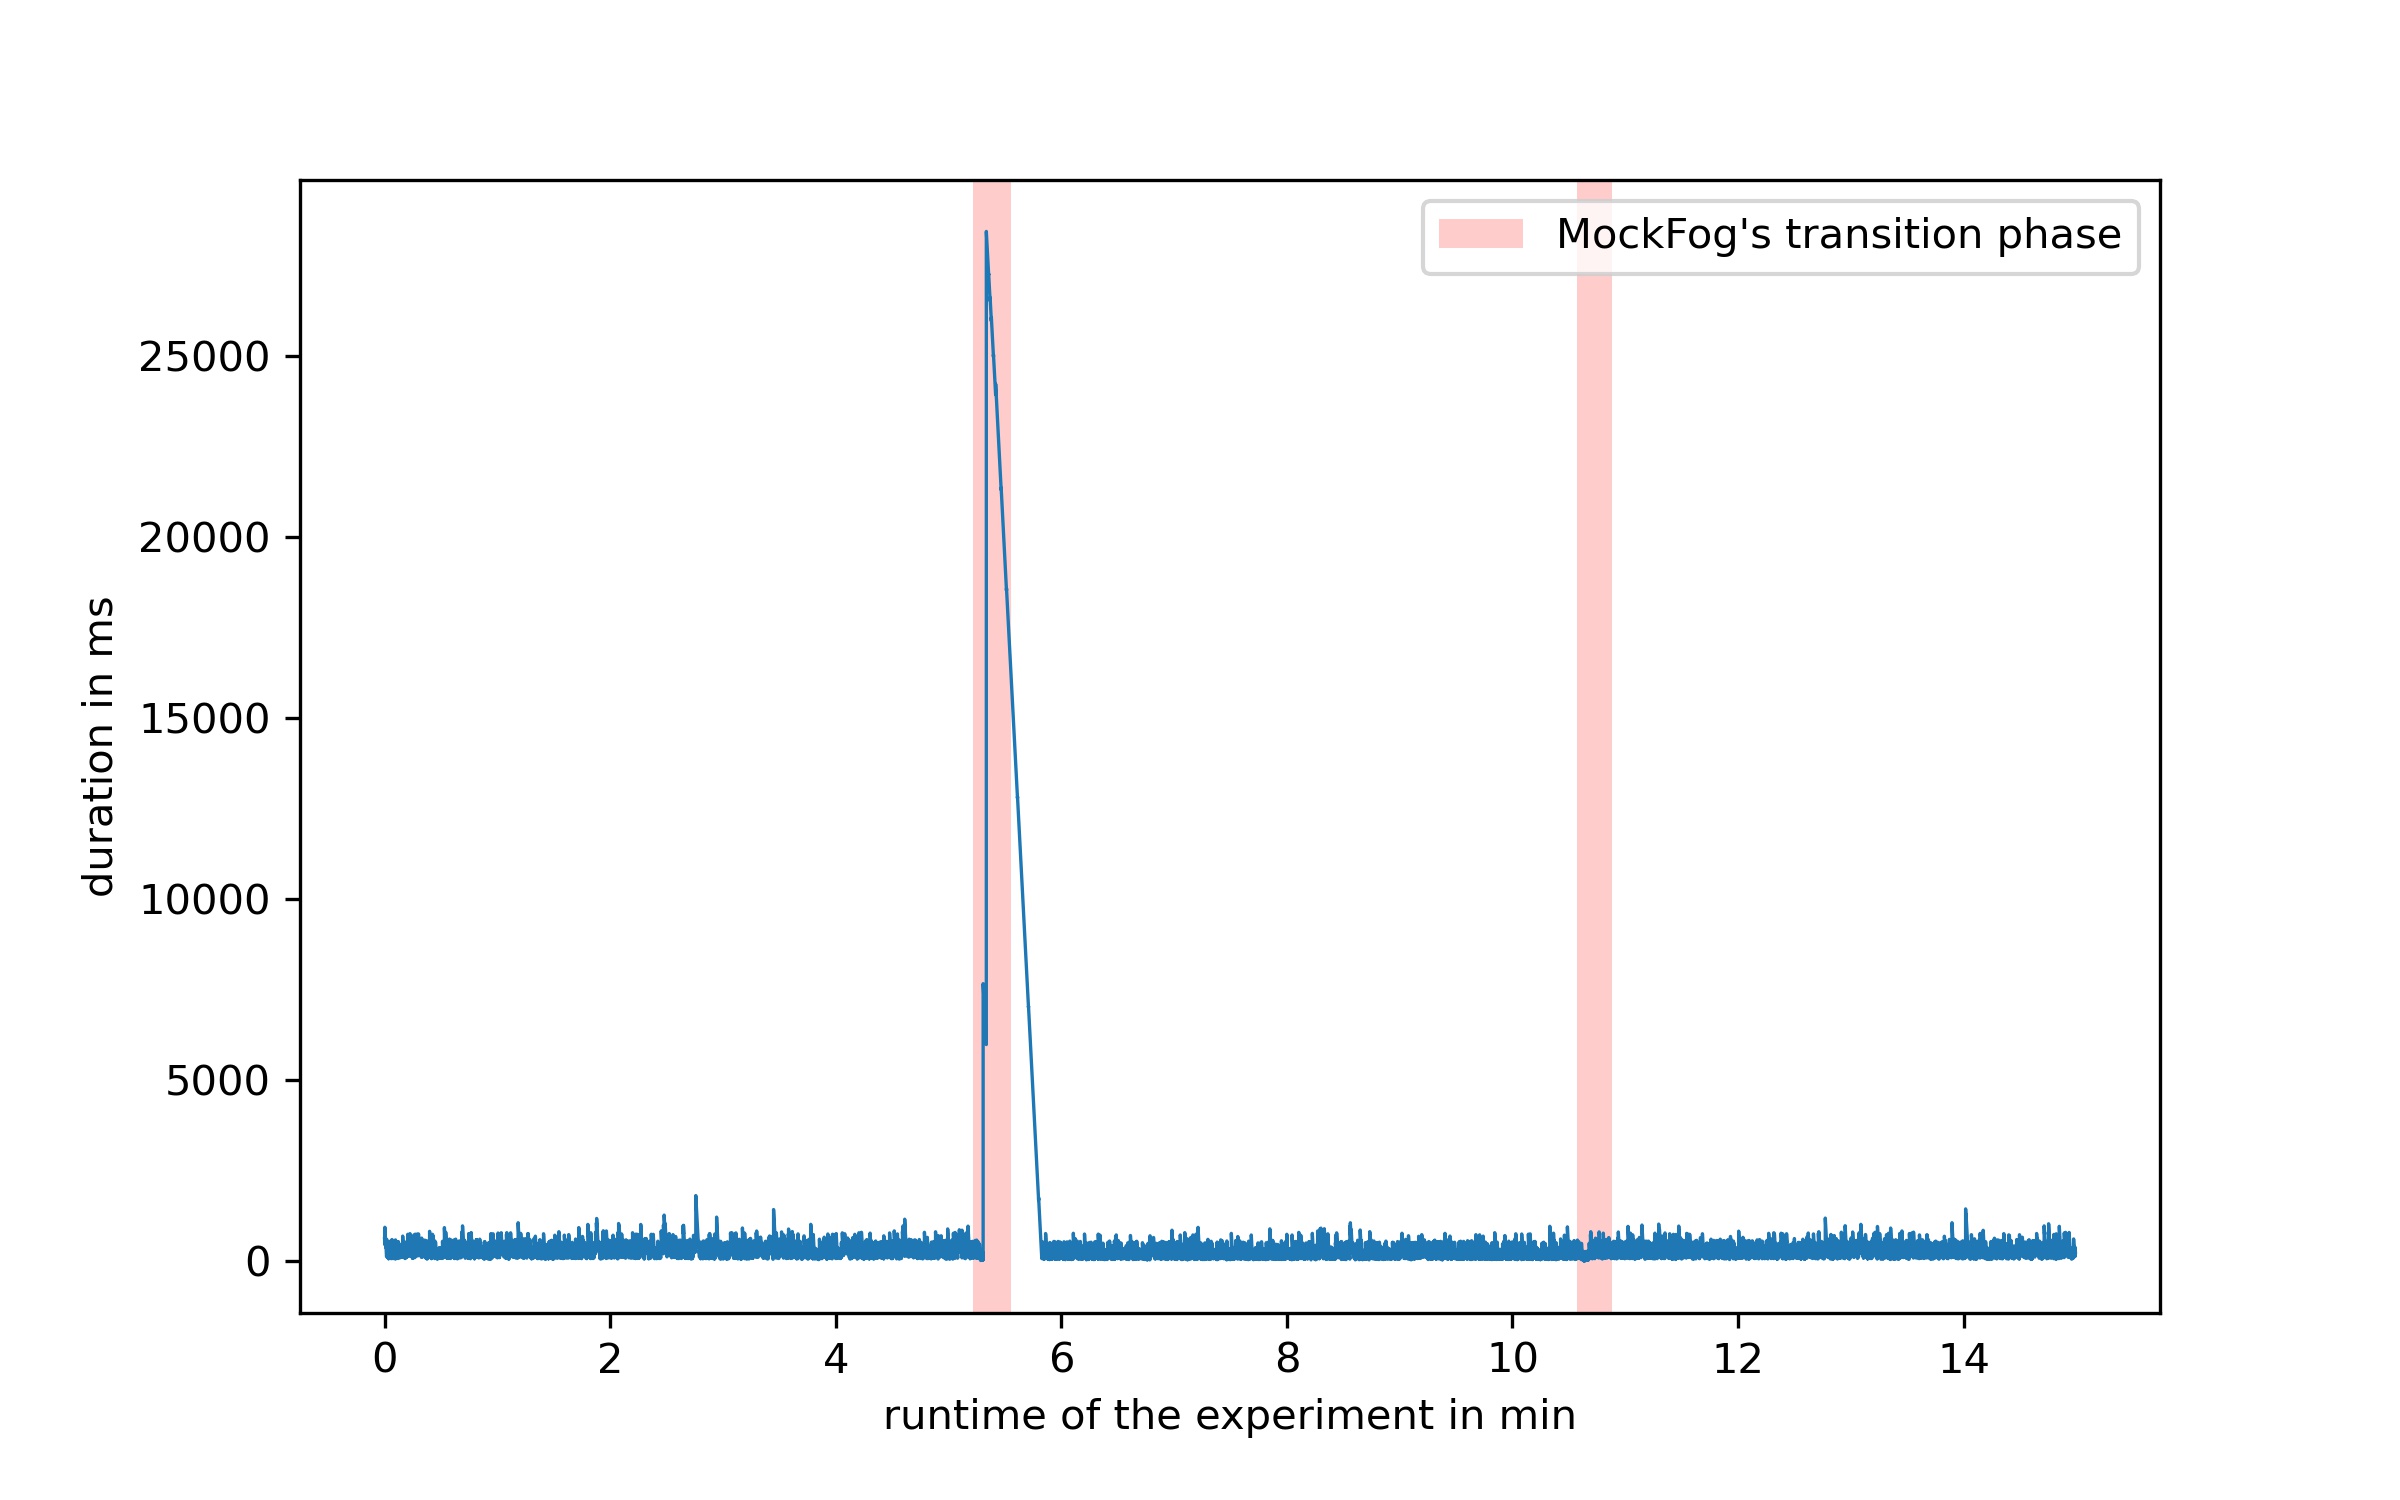 MockFog's transition phase
25000
20000
15000
10000
5000
0
duration in ms
0 2 4 6 8 10 12 14
runtime of the experiment in min